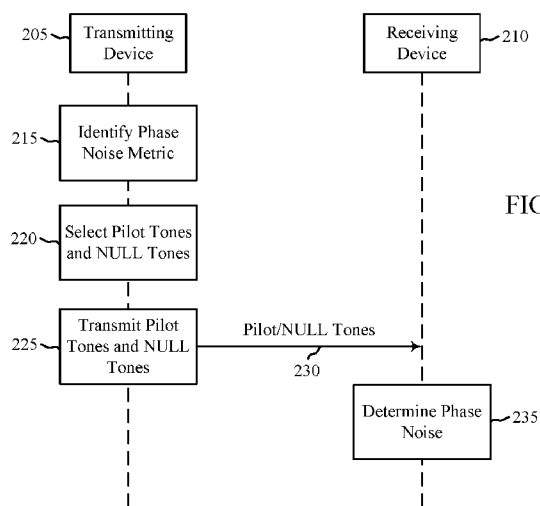 205
Transmitting
Device
Receiving
Device
210
215
Identify Phase
Noise Metric
220
Select Pilot Tones
and NULL Tones
FIG
225
Transmit Pilot
Tones and NULL
Tones
Pilot/NULL Tones
230
Determine Phase
Noise
235